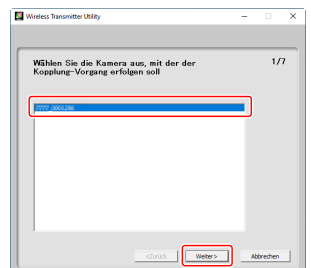 Wireless Transmitter Utility
Wählen Sie die Kamera aus, mit der der
Kopplung-Vorgang erfolgen soll
1/7
<Zurück
Weiter>
Abbrechen